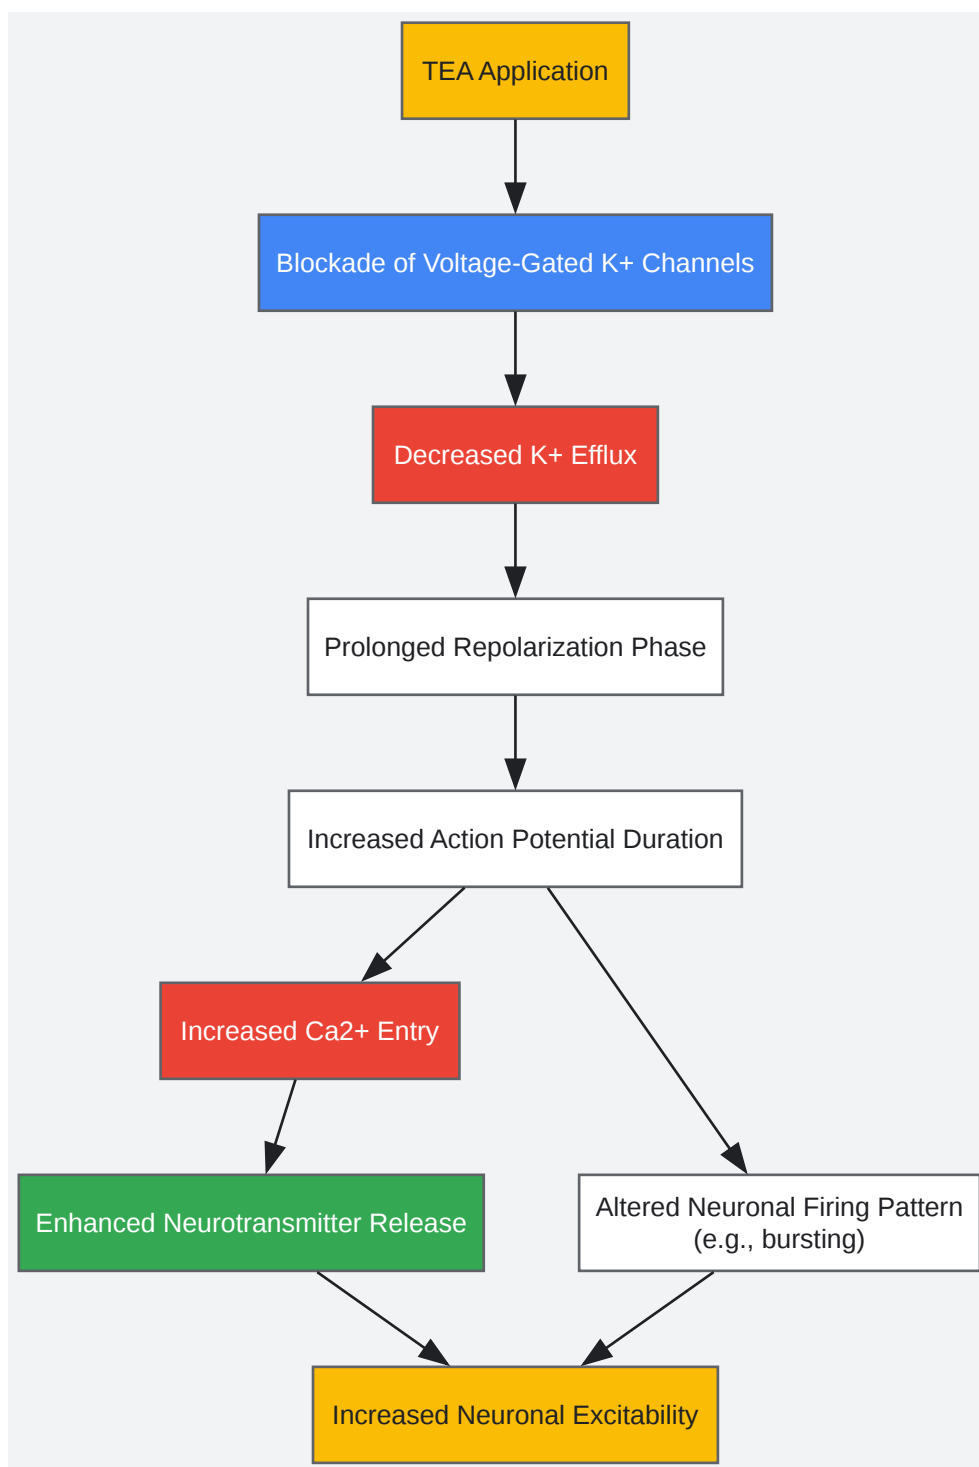 TEA Application
Blockade of Voltage-Gated K+ Channels
Decreased K+ Efflux
Prolonged Repolarization Phase
Increased Action Potential Duration
Increased Ca2+ Entry
Enhanced Neurotransmitter Release
Altered Neuronal Firing Pattern
(e.g., bursting)
Increased Neuronal Excitability